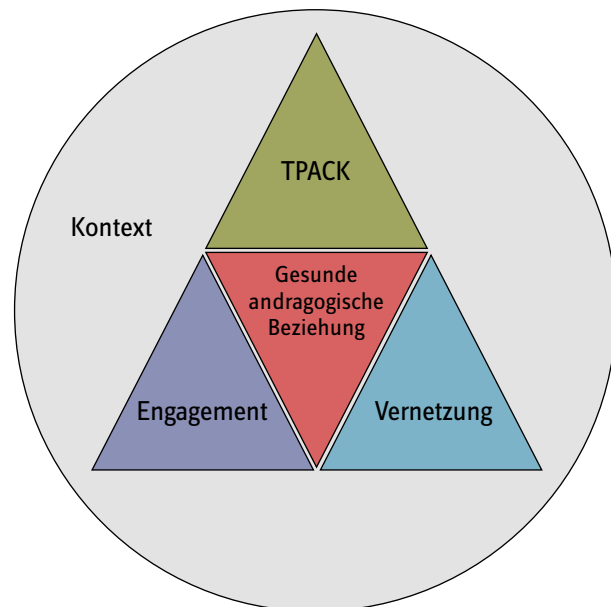 TPACK
Kontext
Gesunde
andragogische
Beziehung
Engagement
Vernetzung